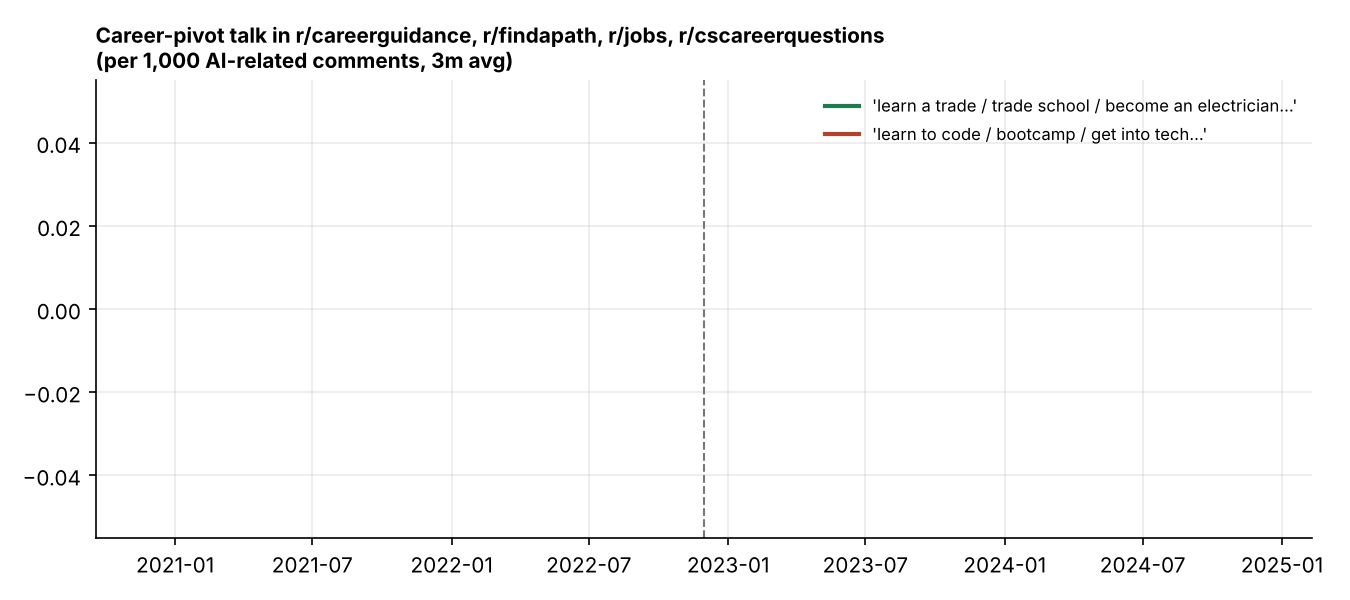 Career-pivot talk in r/careerguidance, r/findapath, r/jobs, r/cscareerquestions
(per 1,000 AI-related comments, 3m avg)
'learn a trade / trade school / become an electrician...'
'learn to code / bootcamp / get into tech...'
0.04
0.02
0.00
−0.02
−0.04
2021-01 2021-07 2022-01 2022-07 2023-01 2023-07 2024-01 2024-07 2025-01